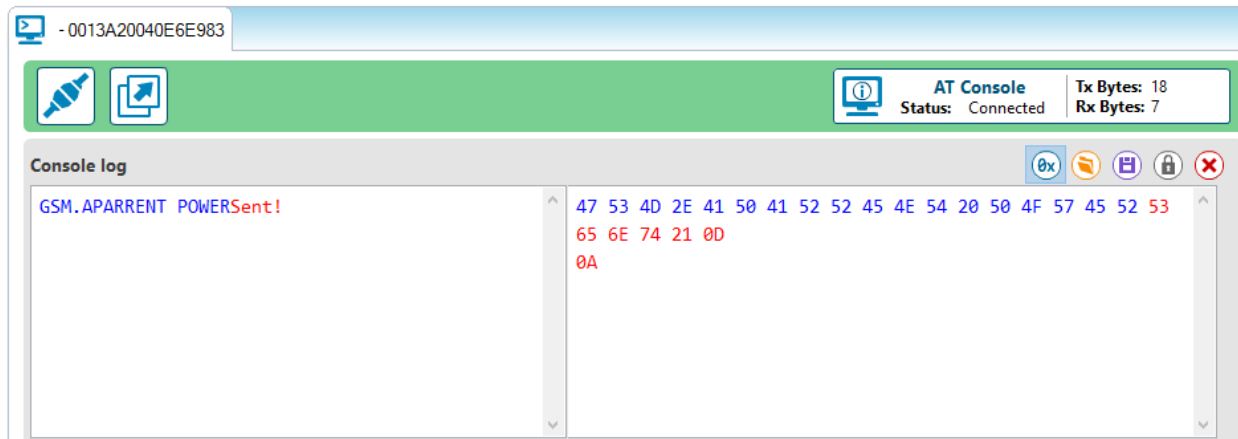 - 0013A20040E6E983
AT Console
Status: Connected
Tx Bytes: 18
Rx Bytes: 7
Console log
0x
GSM.APARRENT POWERSent!
47 53 4D 2E 41 50 41 52 52 45 4E 54 20 50 4F 57 45 52 53
65 6E 74 21 0D
0A